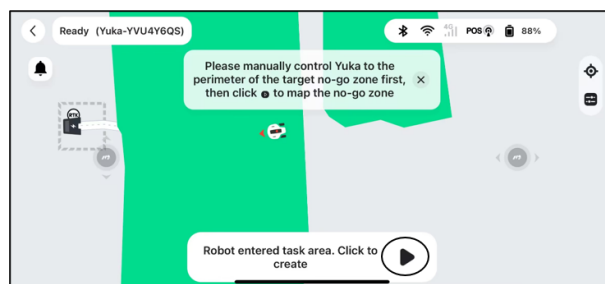 Ready (Yuka-YVU4Y6QS)
4G
POS
88%
Please manually control Yuka to the
perimeter of the target no-go zone first,
then click to map the no-go zone
RTK
Robot entered task area. Click to
create